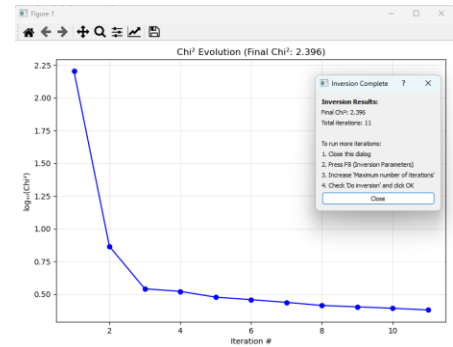 Figure 1
Chi² Evolution (Final Chi²: 2.396)
2.25
2.00
1.75
1.50
1.25
1.00
0.75
0.50
log₁₀(Chi²)
2
4
6
8
10
Iteration #
Inversion Complete
?
Inversion Results:
Final Chi²: 2.396
Total iterations: 11
To run more iterations:
1. Close this dialog
2. Press F8 (Inversion Parameters)
3. Increase 'Maximum number of iterations'
4. Check 'Do inversion' and click OK
Close